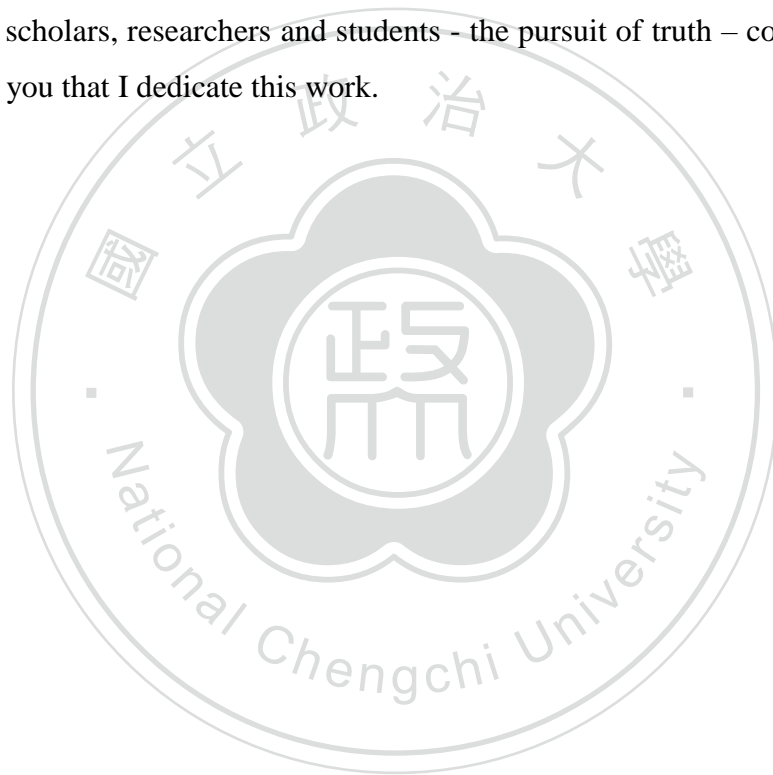 scholars, researchers and students - the pursuit of truth – co
you that I dedicate this work.
國立政治大學
政大
National Chengchi University